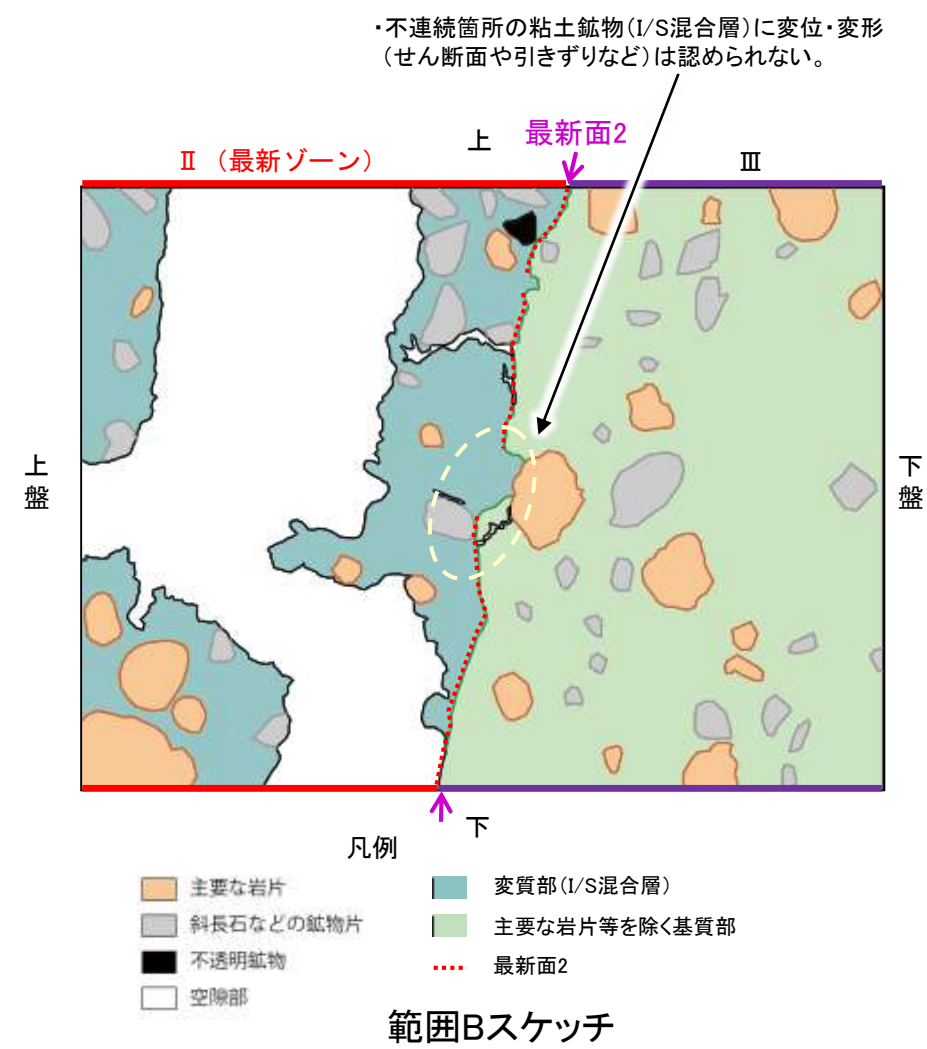 ・不連続箇所の粘土鉱物(I/S混合層)に変位・変形
(せん断面や引きずりなど)は認められない。
上
最新面2
Ⅱ (最新ゾーン)
Ⅲ
上盤
下盤
下
凡例
主要な岩片
斜長石などの鉱物片
不透明鉱物
空隙部
変質部(I/S混合層)
主要な岩片等を除く基質部
最新面2
範囲Bスケッチ